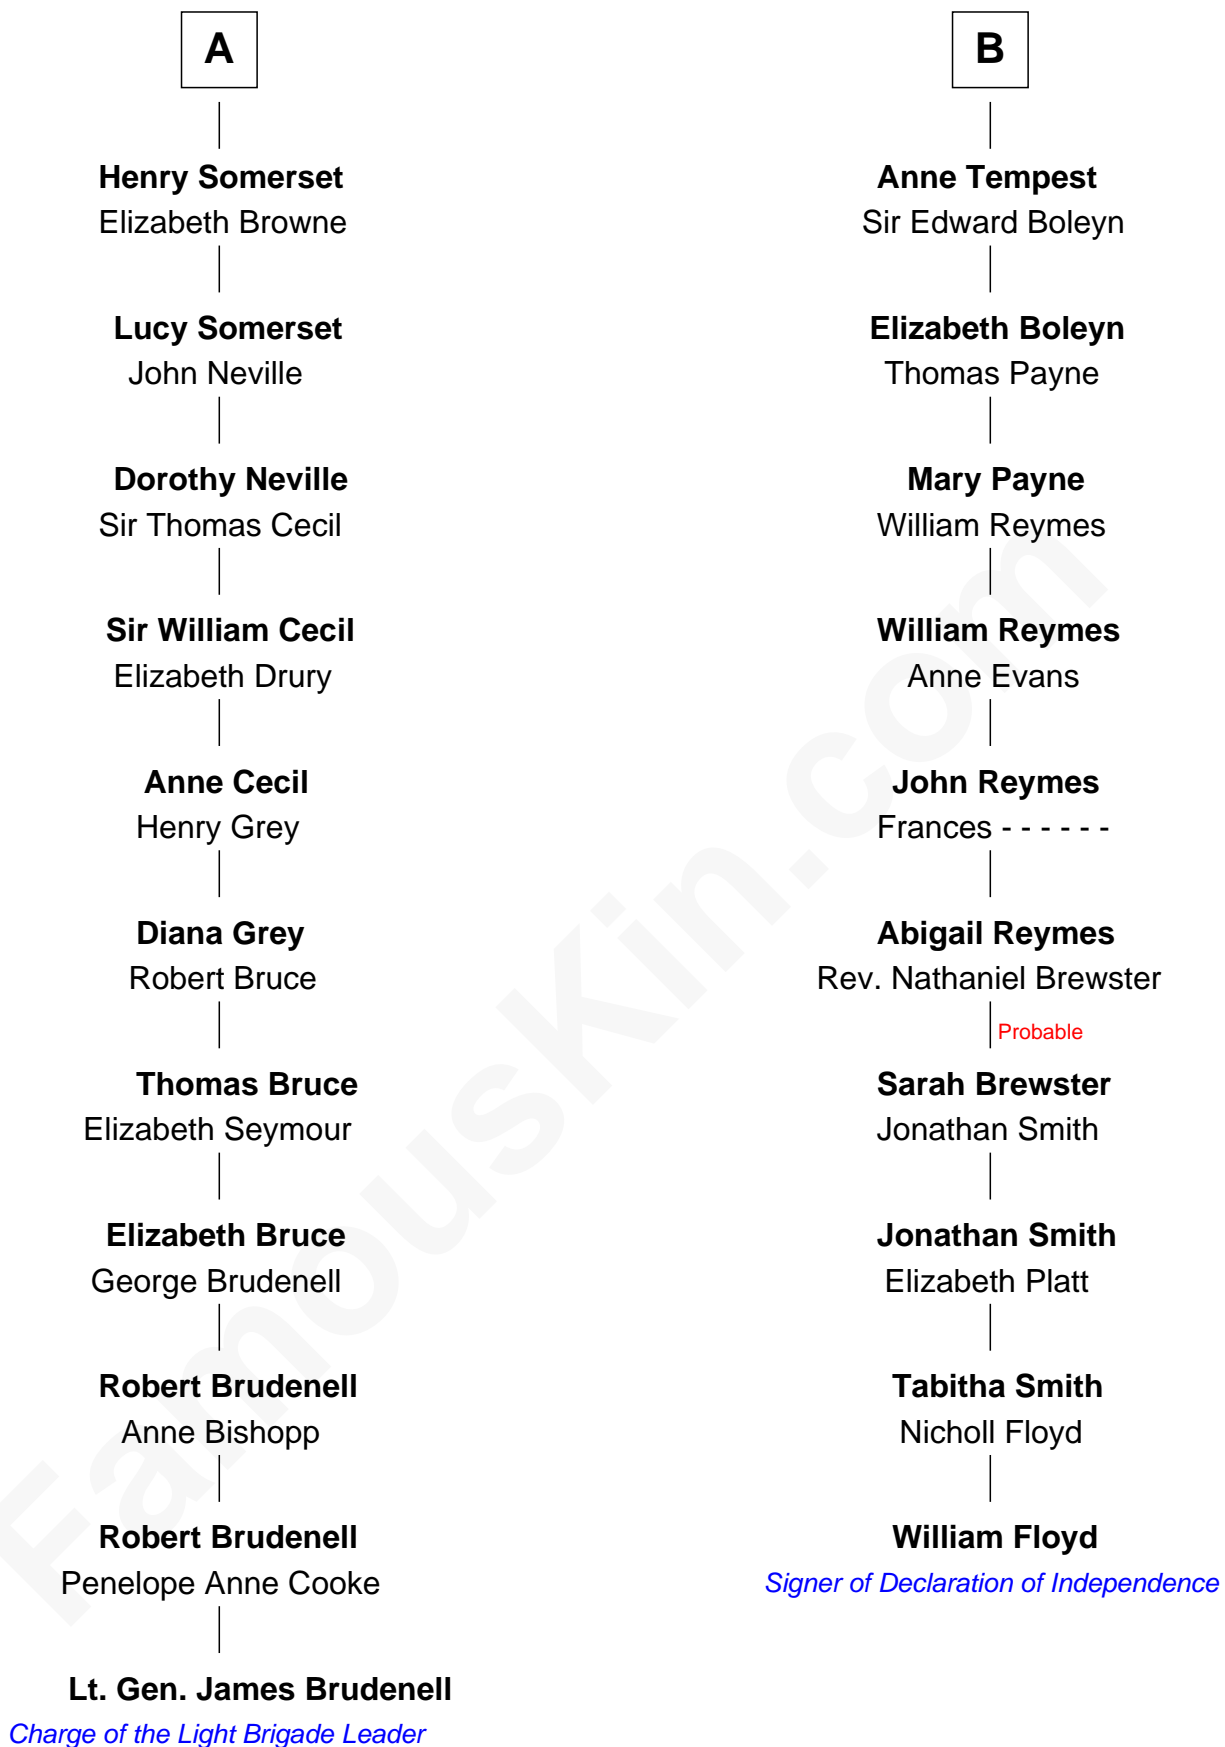 A
Henry Somerset
Elizabeth Browne
Lucy Somerset
John Neville
Dorothy Neville
Sir Thomas Cecil
Sir William Cecil
Elizabeth Drury
Anne Cecil
Henry Grey
Diana Grey
Robert Bruce
Thomas Bruce
Elizabeth Seymour
Elizabeth Bruce
George Brudenell
Robert Brudenell
Anne Bishopp
Robert Brudenell
Penelope Anne Cooke
Lt. Gen. James Brudenell
Charge of the Light Brigade Leader
B
Anne Tempest
Sir Edward Boleyn
Elizabeth Boleyn
Thomas Payne
Mary Payne
William Reymes
William Reymes
Anne Evans
John Reymes
Frances - - - - - -
Abigail Reymes
Rev. Nathaniel Brewster
Probable
Sarah Brewster
Jonathan Smith
Jonathan Smith
Elizabeth Platt
Tabitha Smith
Nicholl Floyd
William Floyd
Signer of Declaration of Independence
FamousKin.com